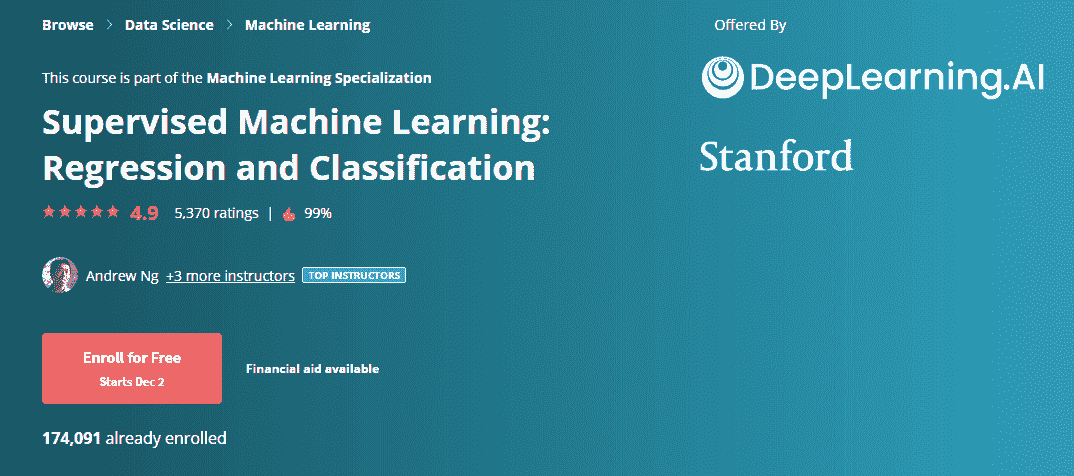 Browse > Data Science > Machine Learning
Offered By
This course is part of the Machine Learning Specialization
DeepLearning.AI
Supervised Machine Learning:
Regression and Classification
Stanford
4.9 5,370 ratings | 99%
Andrew Ng +3 more instructors TOP INSTRUCTORS
Enroll for Free
Starts Dec 2
Financial aid available
174,091 already enrolled